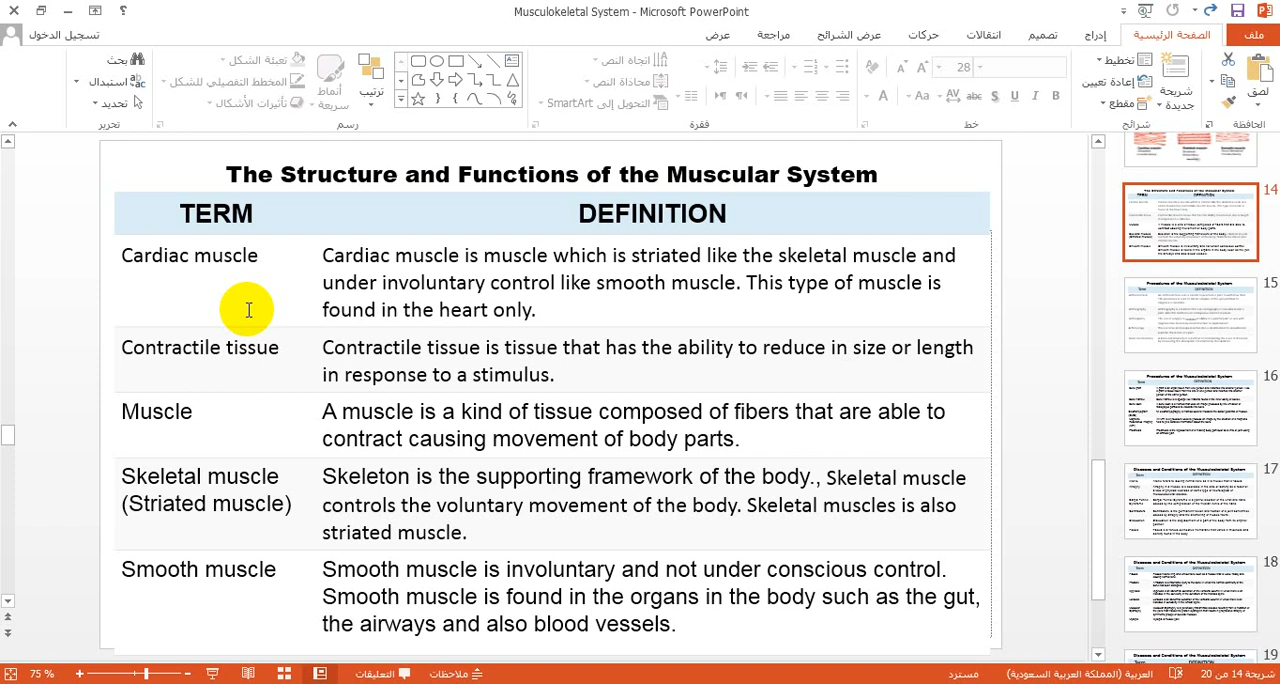 Musculokeletal System - Microsoft PowerPoint
?
تسجيل الدخول
ملف
الصفحة الرئيسية
إدراج
تصميم
انتقالات
حركات
عرض الشرائح
مراجعة
عرض
لصق
الحافظة
شريحة جديدة
تخطيط
إعادة تعيين
مقطع
شرائح
28
B I U S abc AV Aa A
خط
اتجاه النص
محاذاة النص
التحويل إلى SmartArt
فقرة
ترتيب
أنماط سريعة
تعبئة الشكل
المخطط التفصيلي للشكل
تأثيرات الأشكال
رسم
بحث
استبدال
تحديد
تحرير
The Structure and Functions of the Muscular System
TERM DEFINITION
Cardiac muscle Cardiac muscle is muscle which is striated like the skeletal muscle and
under involuntary control like smooth muscle. This type of muscle is
found in the heart only.
Contractile tissue Contractile tissue is tissue that has the ability to reduce in size or length
in response to a stimulus.
Muscle A muscle is a kind of tissue composed of fibers that are able to
contract causing movement of body parts.
Skeletal muscle Skeleton is the supporting framework of the body., Skeletal muscle
(Striated muscle) controls the voluntary movement of the body. Skeletal muscles is also
striated muscle.
Smooth muscle Smooth muscle is involuntary and not under conscious control.
Smooth muscle is found in the organs in the body such as the gut,
the airways and also blood vessels.
14
15
16
17
18
19
شريحة 14 من 20
العربية (المملكة العربية السعودية)
مسترد
ملاحظات
التعليقات
75 %